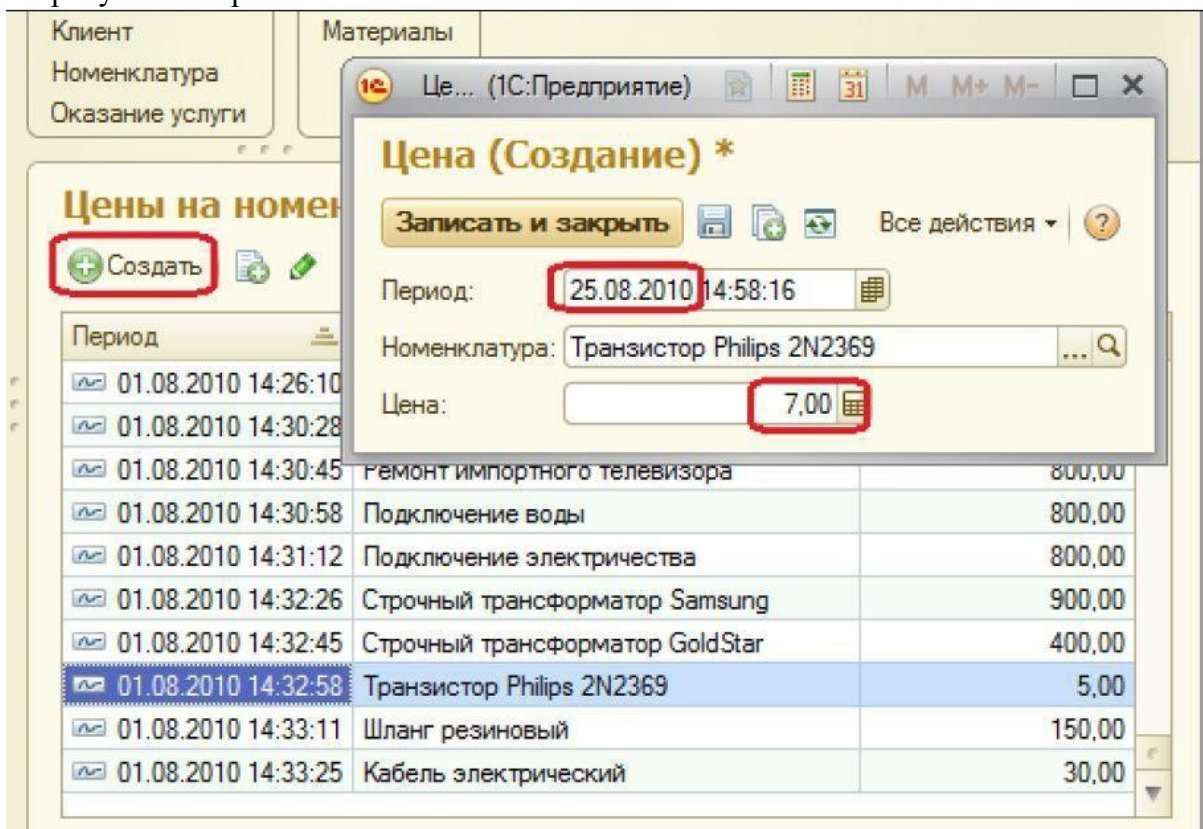 Клиент
Номенклатура
Оказание услуги
Материалы
Це... (1С:Предприятие) 31 M M+ M-
Цена (Создание) *
Записать и закрыть Все действия ?
Период: 25.08.2010 14:58:16
Номенклатура: Транзистор Philips 2N2369 ...
Цена: 7,00
Цены на номен
Создать
Период
01.08.2010 14:26:10
01.08.2010 14:30:28
01.08.2010 14:30:45 Ремонт импортного телевизора 800,00
01.08.2010 14:30:58 Подключение воды 800,00
01.08.2010 14:31:12 Подключение электричества 800,00
01.08.2010 14:32:26 Строчный трансформатор Samsung 900,00
01.08.2010 14:32:45 Строчный трансформатор GoldStar 400,00
01.08.2010 14:32:58 Транзистор Philips 2N2369 5,00
01.08.2010 14:33:11 Шланг резиновый 150,00
01.08.2010 14:33:25 Кабель электрический 30,00